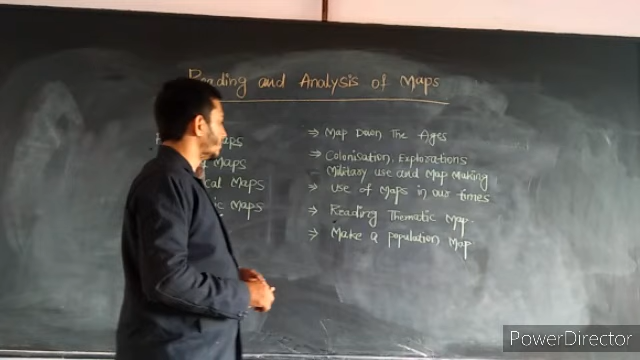 Reading and Analysis of Maps
Maps
Maps
Maps
Maps
⇒ Map Down The Ages
⇒ Colonisation, Explorations
Military use and Map Making
⇒ Use of Maps in our times
⇒ Reading Thematic Map.
⇒ Make a population Map
PowerDirector